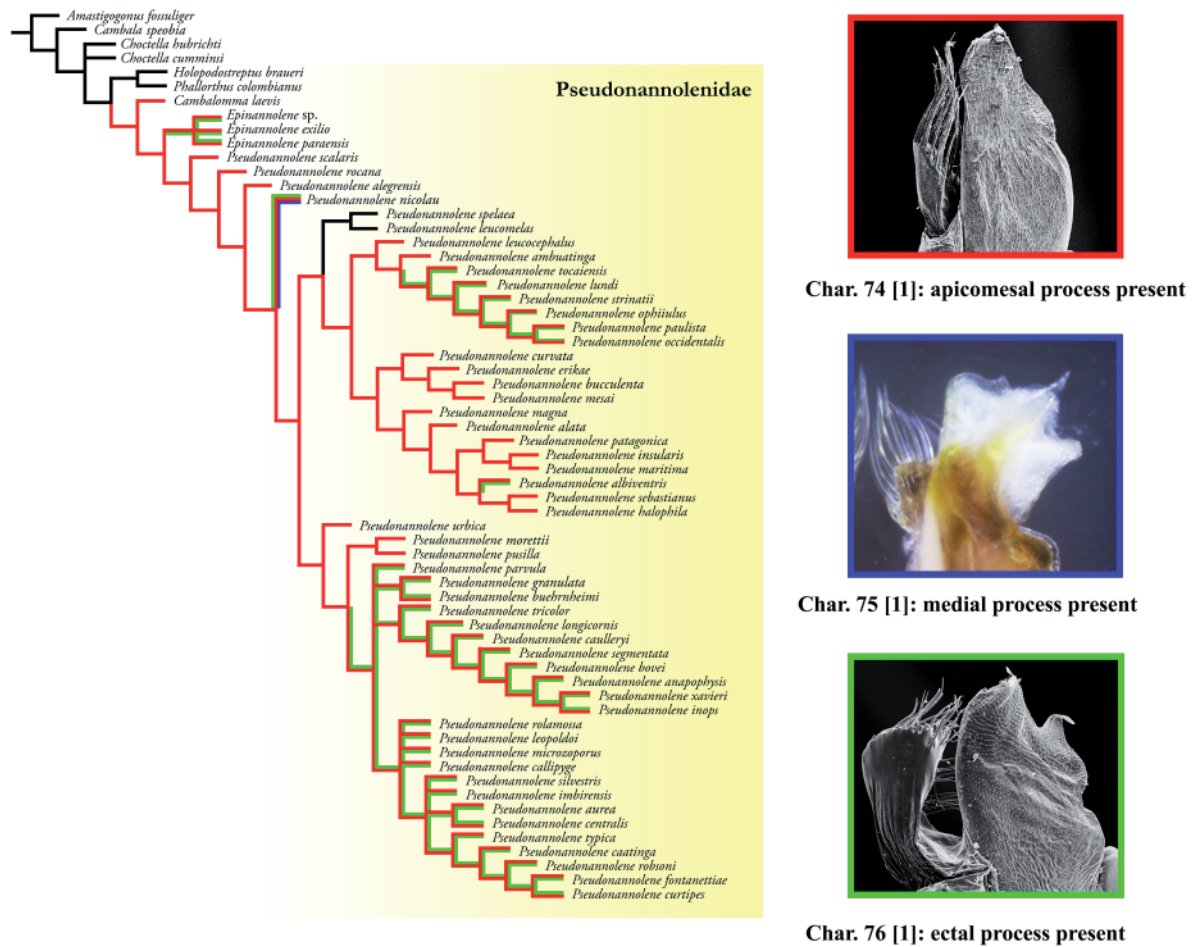 Amastigogonus fossuliger
Cambala speobia
Choctella hubrichti
Choctella cumminsi
Holopodostreptus braueri
Phallorthus colombianus
Cambalomma laevis
Epinannolene sp.
Epinannolene exilio
Epinannolene paraensis
Pseudonannolene scalaris
Pseudonannolene rocana
Pseudonannolene alegrensis
Pseudonannolene nicolau
Pseudonannolene spelaea
Pseudonannolene leucomelas
Pseudonannolene leucocephalus
Pseudonannolene ambuatinga
Pseudonannolene tocaiensis
Pseudonannolene lundi
Pseudonannolene strinatii
Pseudonannolene ophiiulus
Pseudonannolene paulista
Pseudonannolene occidentalis
Pseudonannolene curvata
Pseudonannolene erikae
Pseudonannolene bucculenta
Pseudonannolene mesai
Pseudonannolene magna
Pseudonannolene alata
Pseudonannolene patagonica
Pseudonannolene insularis
Pseudonannolene maritima
Pseudonannolene albiventris
Pseudonannolene sebastianus
Pseudonannolene halophila
Pseudonannolene urbica
Pseudonannolene morettii
Pseudonannolene pusilla
Pseudonannolene parvula
Pseudonannolene granulata
Pseudonannolene buehrnheimi
Pseudonannolene tricolor
Pseudonannolene longicornis
Pseudonannolene caulleryi
Pseudonannolene segmentata
Pseudonannolene bovei
Pseudonannolene anapophysis
Pseudonannolene xavieri
Pseudonannolene inops
Pseudonannolene rolamossa
Pseudonannolene leopoldoi
Pseudonannolene microzoporus
Pseudonannolene callipyge
Pseudonannolene silvestris
Pseudonannolene imbirensis
Pseudonannolene aurea
Pseudonannolene centralis
Pseudonannolene typica
Pseudonannolene caatinga
Pseudonannolene robsoni
Pseudonannolene fontanettiae
Pseudonannolene curtipes
Pseudonannolenidae
Char. 74 [1]: apicomesal process present
Char. 75 [1]: medial process present
Char. 76 [1]: ectal process present